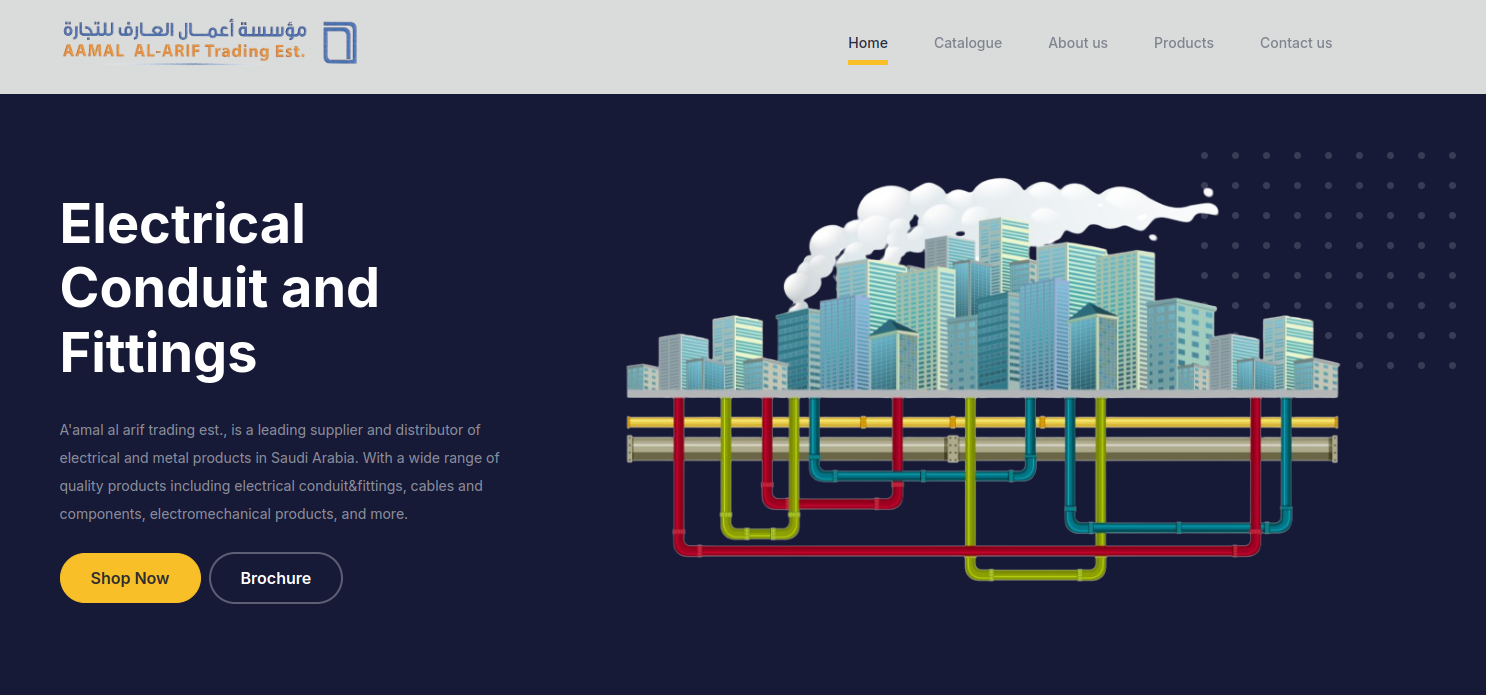 مؤسسة أعمـــال العـارف للتجارة
AAMAL AL-ARIF Trading Est.
Home
Catalogue
About us
Products
Contact us
Electrical
Conduit and
Fittings
A'amal al arif trading est., is a leading supplier and distributor of
electrical and metal products in Saudi Arabia. With a wide range of
quality products including electrical conduit&fittings, cables and
components, electromechanical products, and more.
Shop Now
Brochure